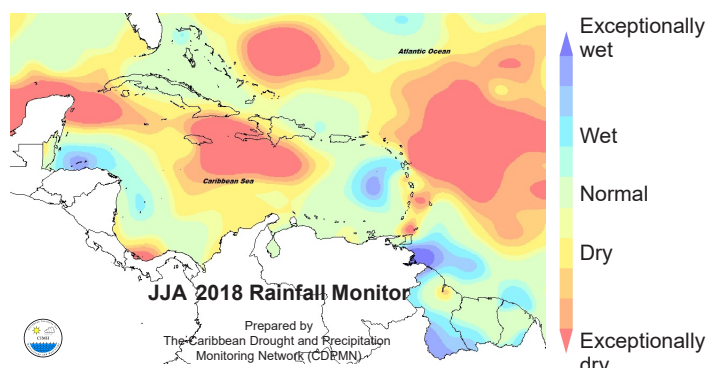 Atlantic Ocean
Caribbean Sea
JJA 2018 Rainfall Monitor
Prepared by
The Caribbean Drought and Precipitation
Monitoring Network (CDPMN)
CIMH
Exceptionally
wet
Wet
Normal
Dry
Exceptionally
dry